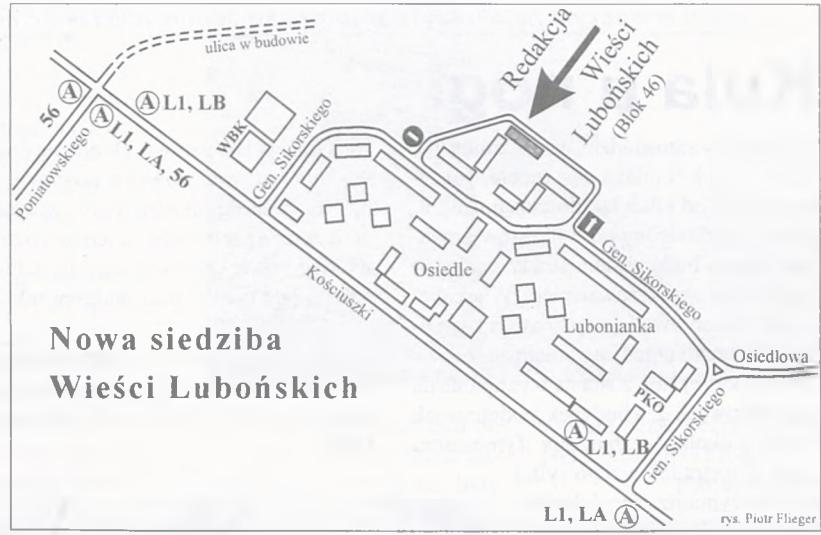 ulica w budowie
Redakcja
Wieści
Lubońskich
(Blok 46)
56 A
A L1, LB
A L1, LA, 56
Poniatowskiego
WBK
Gen. Sikorskiego
Gen. Sikorskiego
Osiedle
Kościuszki
Lubonianka
Osiedlowa
PKO
Gen. Sikorskiego
A L1, LB
L1, LA A
Nowa siedziba
Wieści Lubońskich
rys. Piotr Flieger